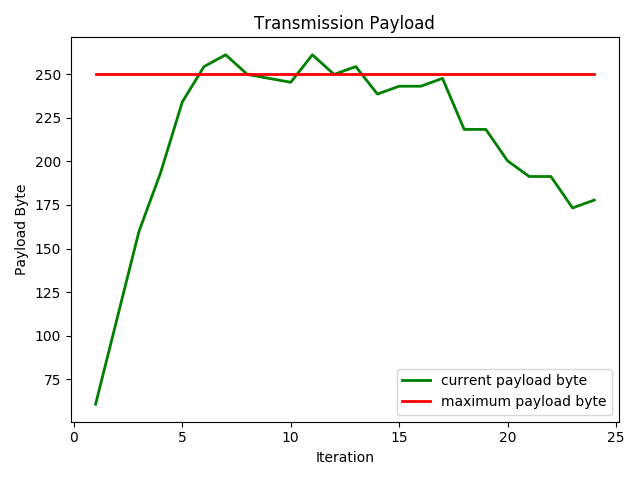 Transmission Payload
Payload Byte
250
225
200
175
150
125
100
75
0
5
10
15
20
25
Iteration
current payload byte
maximum payload byte